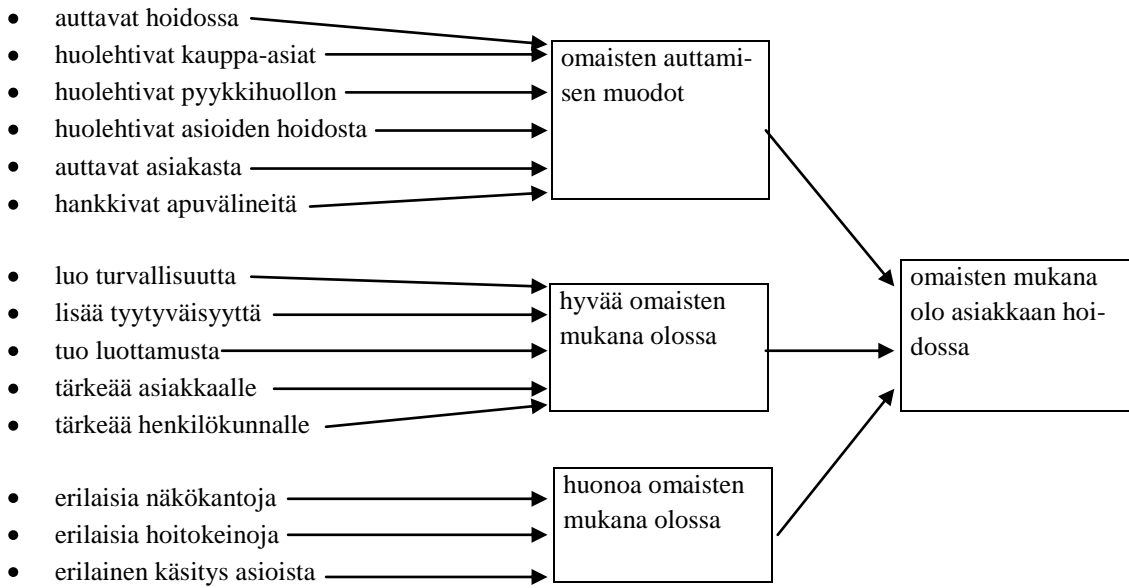 • auttavat hoidossa
• huolehtivat kauppa-asiat
• huolehtivat pyykkihuollon
• huolehtivat asioiden hoidosta
• auttavat asiakasta
• hankkivat apuvälineitä
omaisten auttami-
sen muodot
• luo turvallisuutta
• lisää tyytyväisyyttä
• tuo luottamusta
• tärkeää asiakkaalle
• tärkeää henkilökunnalle
hyvää omaisten
mukana olossa
omaisten mukana
olo asiakkaan hoi-
dossa
• erilaisia näkökantoja
• erilaisia hoitokeinoja
• erilainen käsitys asioista
huonoa omaisten
mukana olossa